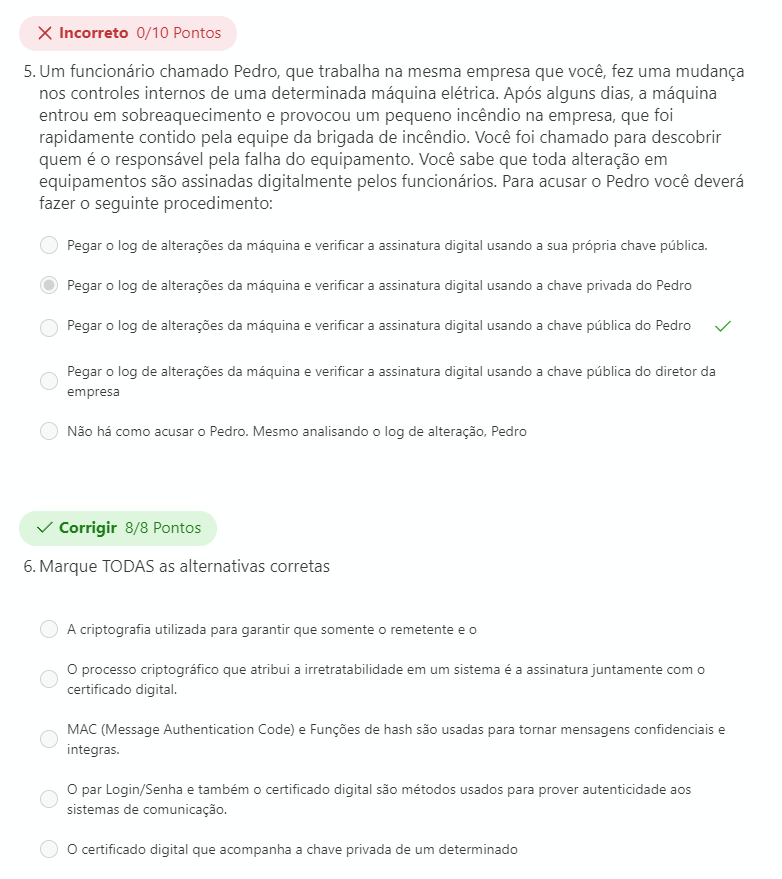 Incorreto 0/10 Pontos
5. Um funcionário chamado Pedro, que trabalha na mesma empresa que você, fez uma mudança
nos controles internos de uma determinada máquina elétrica. Após alguns dias, a máquina
entrou em sobreaquecimento e provocou um pequeno incêndio na empresa, que foi
rapidamente contido pela equipe da brigada de incêndio. Você foi chamado para descobrir
quem é o responsável pela falha do equipamento. Você sabe que toda alteração em
equipamentos são assinadas digitalmente pelos funcionários. Para acusar o Pedro você deverá
fazer o seguinte procedimento:
Pegar o log de alterações da máquina e verificar a assinatura digital usando a sua própria chave pública.
Pegar o log de alterações da máquina e verificar a assinatura digital usando a chave privada do Pedro
Pegar o log de alterações da máquina e verificar a assinatura digital usando a chave pública do Pedro
Pegar o log de alterações da máquina e verificar a assinatura digital usando a chave pública do diretor da
empresa
Não há como acusar o Pedro. Mesmo analisando o log de alteração, Pedro
Corrigir 8/8 Pontos
6. Marque TODAS as alternativas corretas
A criptografia utilizada para garantir que somente o remetente e o
O processo criptográfico que atribui a irretratabilidade em um sistema é a assinatura juntamente com o
certificado digital.
MAC (Message Authentication Code) e Funções de hash são usadas para tornar mensagens confidenciais e
integras.
O par Login/Senha e também o certificado digital são métodos usados para prover autenticidade aos
sistemas de comunicação.
O certificado digital que acompanha a chave privada de um determinado